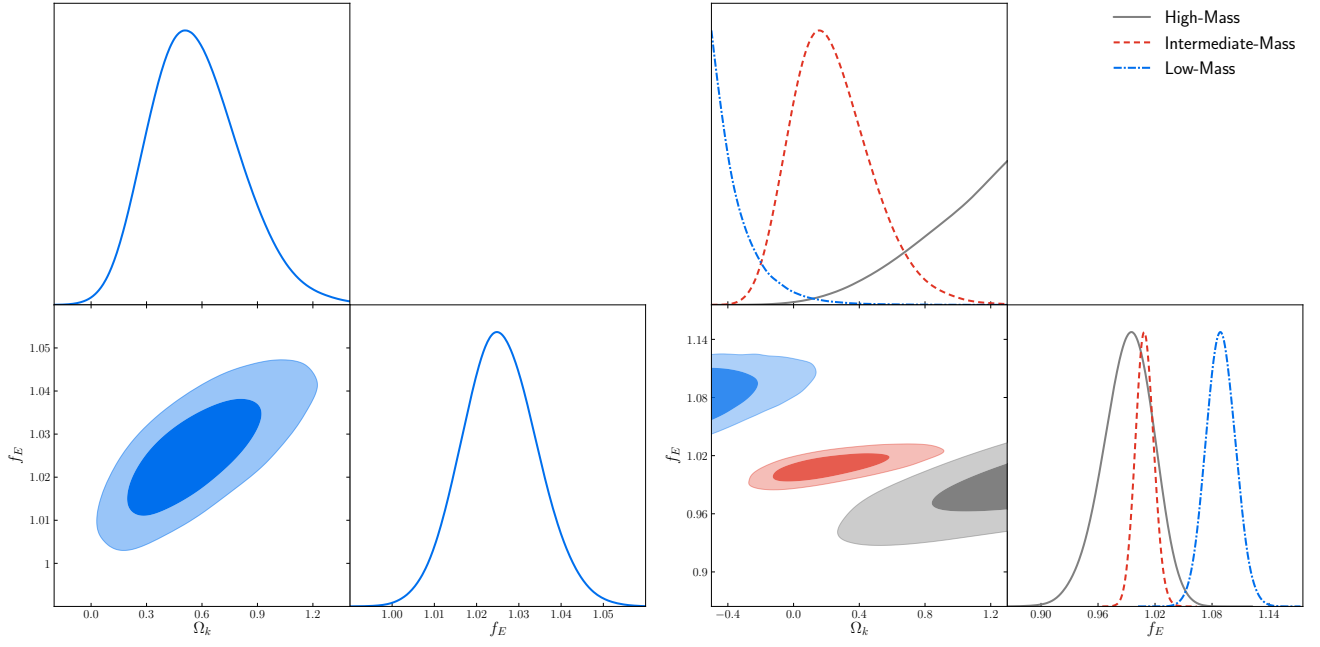 High-Mass
Intermediate-Mass
Low-Mass
1.05
1.04
1.03
1.02
1.01
1
f_E
0.0 0.3 0.6 0.9 1.2
Ω_k
1.00 1.01 1.02 1.03 1.04 1.05
f_E
1.14
1.08
1.02
0.96
0.9
f_E
−0.4 0.0 0.4 0.8 1.2
Ω_k
0.90 0.96 1.02 1.08 1.14
f_E